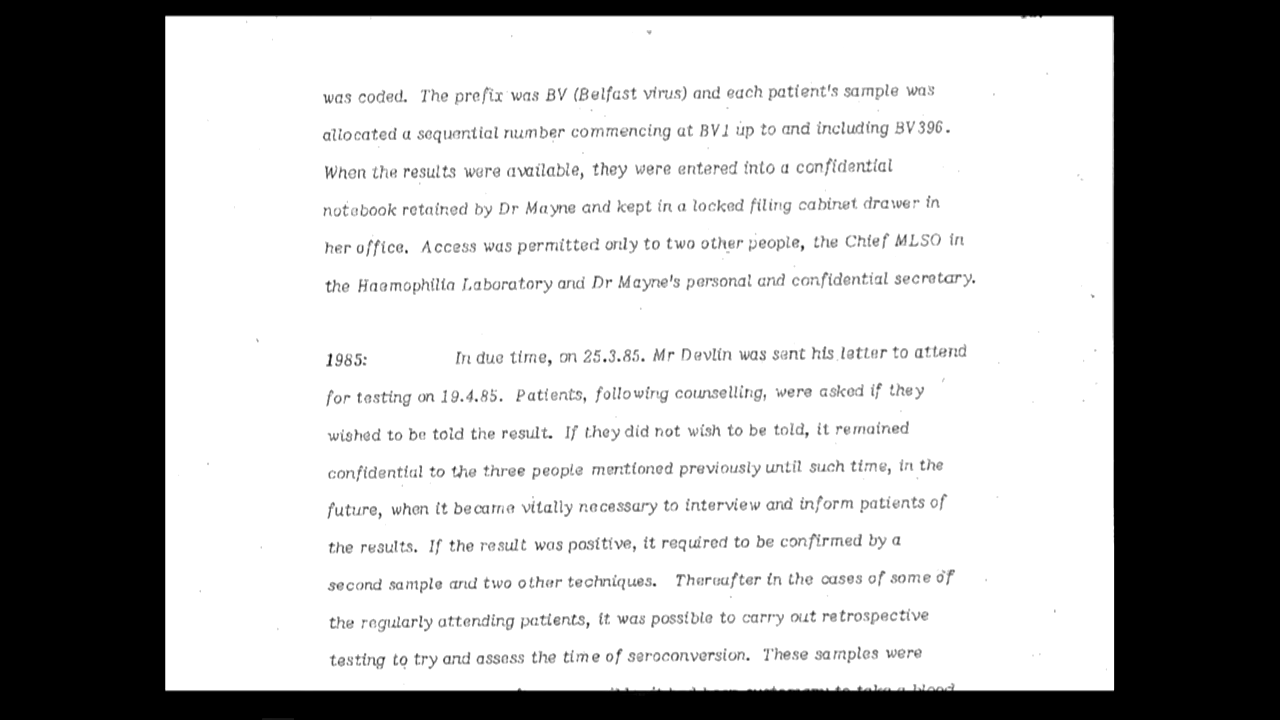 was coded. The prefix was BV (Belfast virus) and each patient's sample was
allocated a sequential number commencing at BV1 up to and including BV396.
When the results were available, they were entered into a confidential
notebook retained by Dr Mayne and kept in a locked filing cabinet drawer in
her office. Access was permitted only to two other people, the Chief MLSO in
the Haemophilia Laboratory and Dr Mayne's personal and confidential secretary.
1985: In due time, on 25.3.85. Mr Devlin was sent his letter to attend
for testing on 19.4.85. Patients, following counselling, were asked if they
wished to be told the result. If they did not wish to be told, it remained
confidential to the three people mentioned previously until such time, in the
future, when it became vitally necessary to interview and inform patients of
the results. If the result was positive, it required to be confirmed by a
second sample and two other techniques. Thereafter in the cases of some of
the regularly attending patients, it was possible to carry out retrospective
testing to try and assess the time of seroconversion. These samples were
customary to take a blood